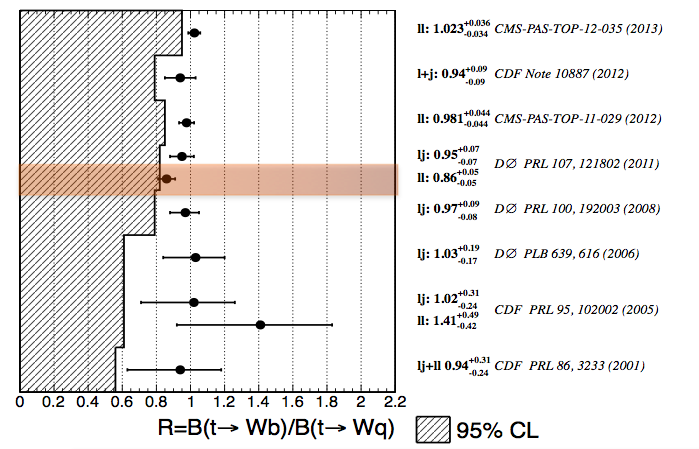 ll: 1.023+0.036-0.034 CMS-PAS-TOP-12-035 (2013)
l+j: 0.94+0.09-0.09 CDF Note 10887 (2012)
ll: 0.981+0.044-0.044 CMS-PAS-TOP-11-029 (2012)
lj: 0.95+0.07-0.07
DØ PRL 107, 121802 (2011)
ll: 0.86+0.05-0.05
lj: 0.97+0.09-0.08 DØ PRL 100, 192003 (2008)
lj: 1.03+0.19-0.17 DØ PLB 639, 616 (2006)
lj: 1.02+0.31-0.24
CDF PRL 95, 102002 (2005)
ll: 1.41+0.49-0.42
lj+ll 0.94+0.31-0.24 CDF PRL 86, 3233 (2001)
0 0.2 0.4 0.6 0.8 1 1.2 1.4 1.6 1.8 2 2.2
R=B(t→ Wb)/B(t→ Wq)
95% CL